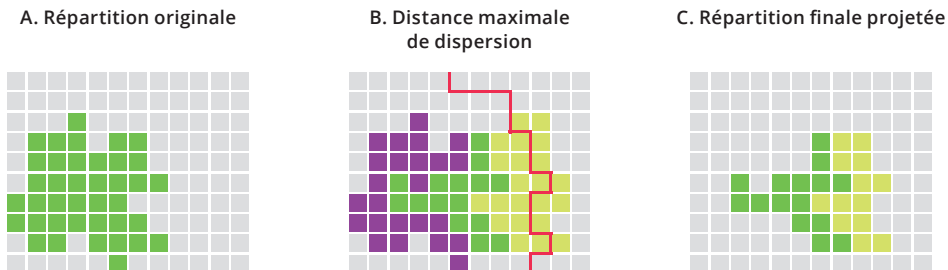 A. Répartition originale
B. Distance maximale
de dispersion
C. Répartition finale projetée